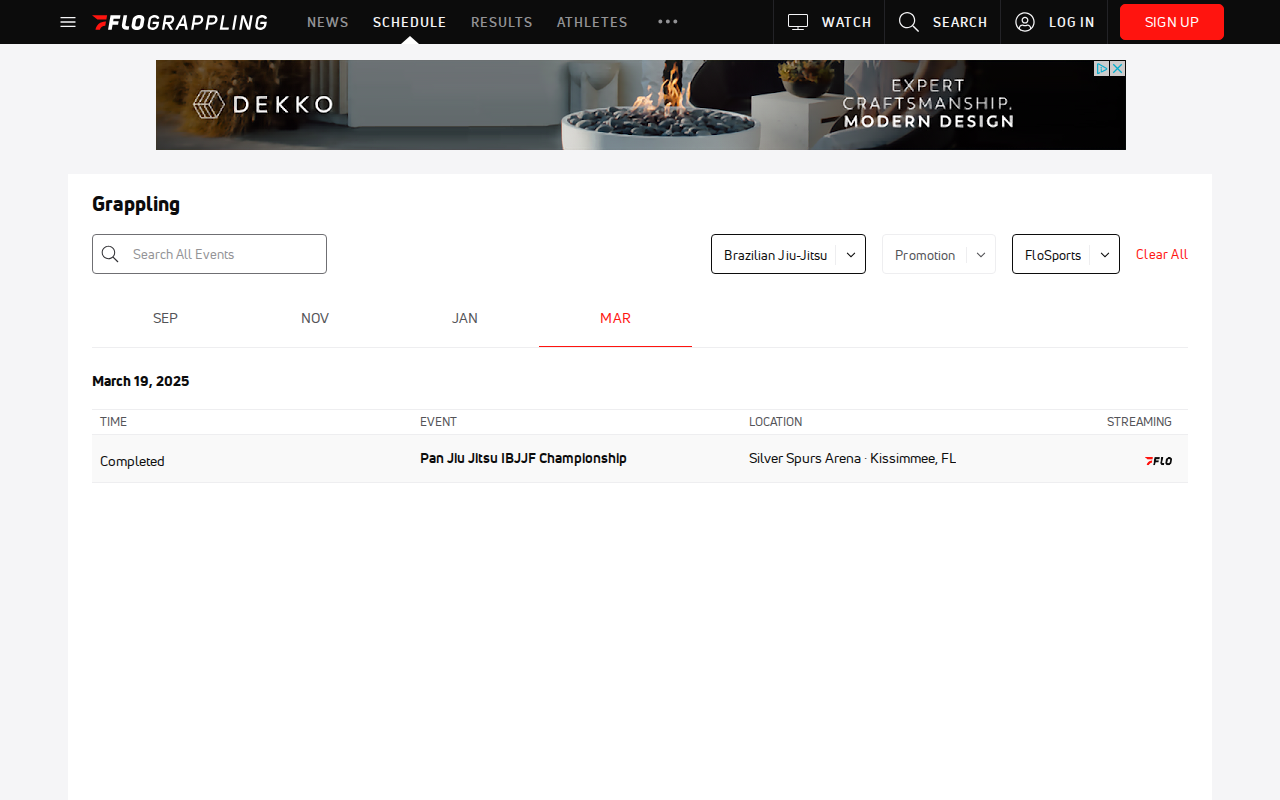 FLOGRAPPLING NEWS SCHEDULE RESULTS ATHLETES ••• WATCH SEARCH LOG IN SIGN UP
DEKKO
EXPERT
CRAFTSMANSHIP.
MODERN DESIGN
Grappling
Search All Events
Brazilian Jiu-Jitsu
Promotion
FloSports
Clear All
SEP NOV JAN MAR
March 19, 2025
TIME EVENT LOCATION STREAMING
Completed Pan Jiu Jitsu IBJJF Championship Silver Spurs Arena · Kissimmee, FL FLO